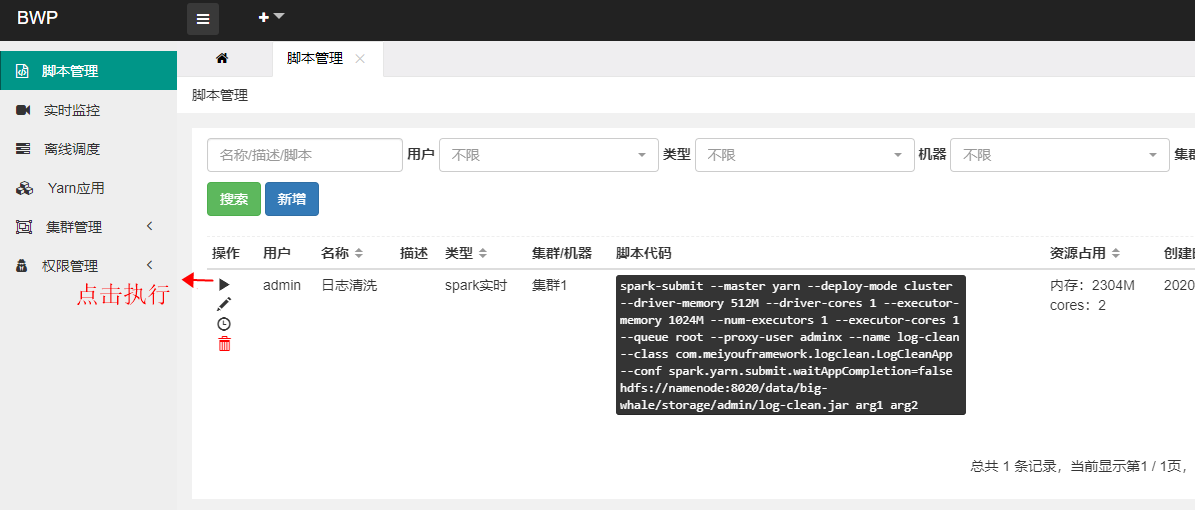 BWP
脚本管理
实时监控
离线调度
Yarn应用
集群管理
权限管理
点击执行
脚本管理
脚本管理
名称/描述/脚本 用户 不限 类型 不限 机器 不限 集群
搜索 新增
操作 用户 名称 描述 类型 集群/机器 脚本代码 资源占用
admin 日志清洗 spark实时 集群1
spark-submit --master yarn --deploy-mode cluster
--driver-memory 512M --driver-cores 1 --executor-
memory 1024M --num-executors 1 --executor-cores 1
--queue root --proxy-user adminx --name log-clean
--class com.meiyouframework.logclean.LogCleanApp
--conf spark.yarn.submit.waitAppCompletion=false
hdfs://namenode:8020/data/big-
whale/storage/admin/log-clean.jar arg1 arg2
内存：2304M
cores：2
2020
总共 1 条记录，当前显示第1 / 1页，